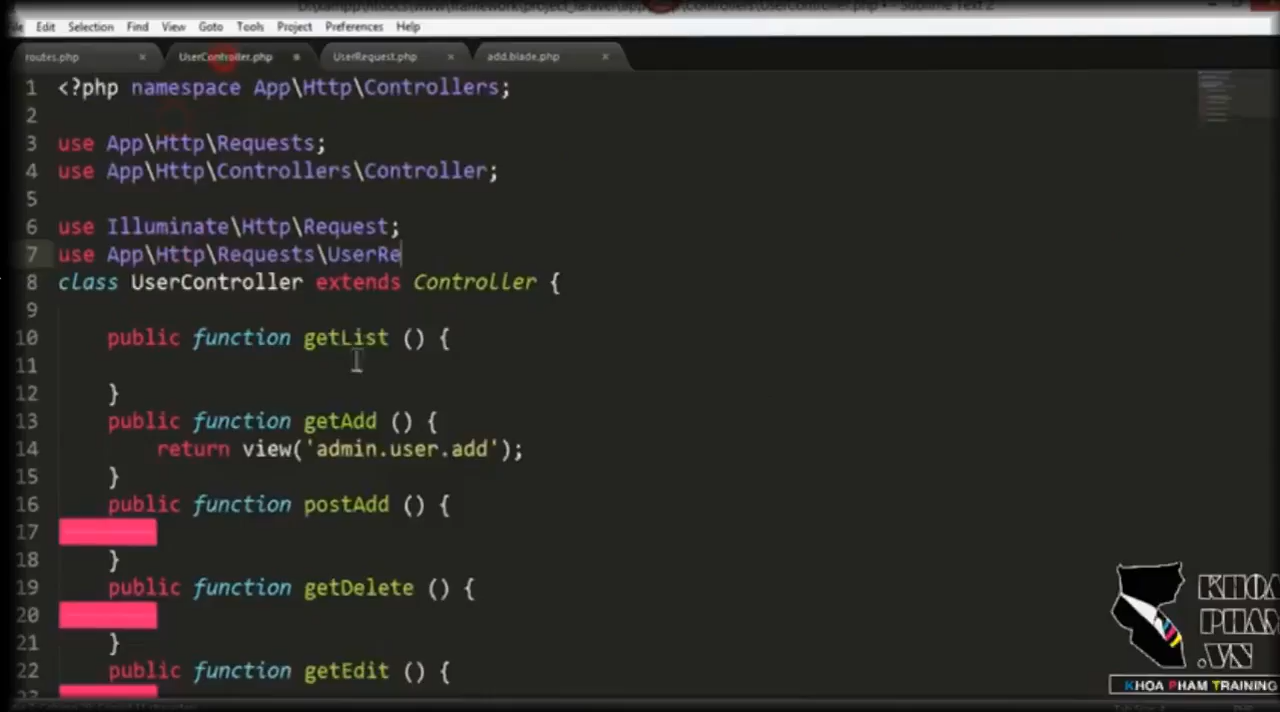 Edit Selection Find View Goto Tools Project Preferences Help
routes.php × UserController.php UserRequest.php × add.blade.php ×
1 <?php namespace App\Http\Controllers;
2
3 use App\Http\Requests;
4 use App\Http\Controllers\Controller;
5
6 use Illuminate\Http\Request;
7 use App\Http\Requests\UserRe
8 class UserController extends Controller {
9
10 public function getList () {
11
12 }
13 public function getAdd () {
14 return view('admin.user.add');
15 }
16 public function postAdd () {
17
18 }
19 public function getDelete () {
20
21 }
22 public function getEdit () {
23
KHOA
PHAM
.VN
KHOA PHAM TRAINING